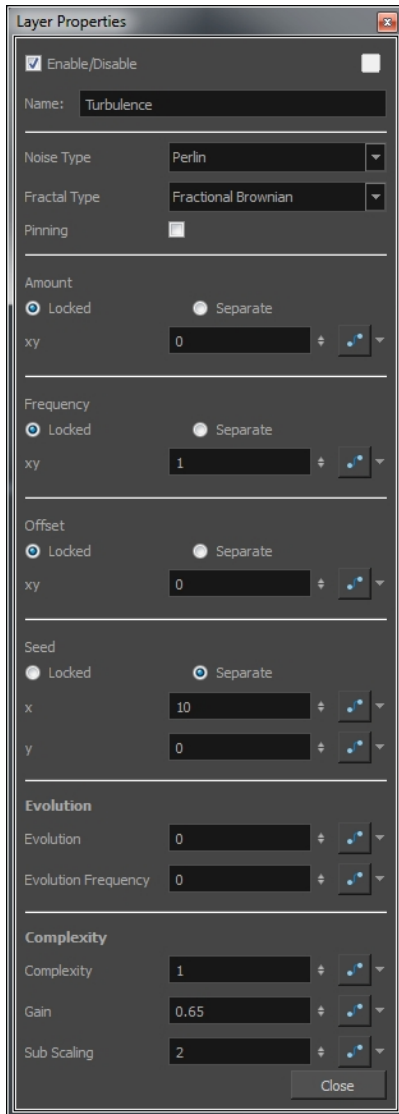 Layer Properties
Enable/Disable
Name: Turbulence
Noise Type Perlin
Fractal Type Fractional Brownian
Pinning
Amount
Locked Separate
xy 0
Frequency
Locked Separate
xy 1
Offset
Locked Separate
xy 0
Seed
Locked Separate
x 10
y 0
Evolution
Evolution 0
Evolution Frequency 0
Complexity
Complexity 1
Gain 0.65
Sub Scaling 2
Close